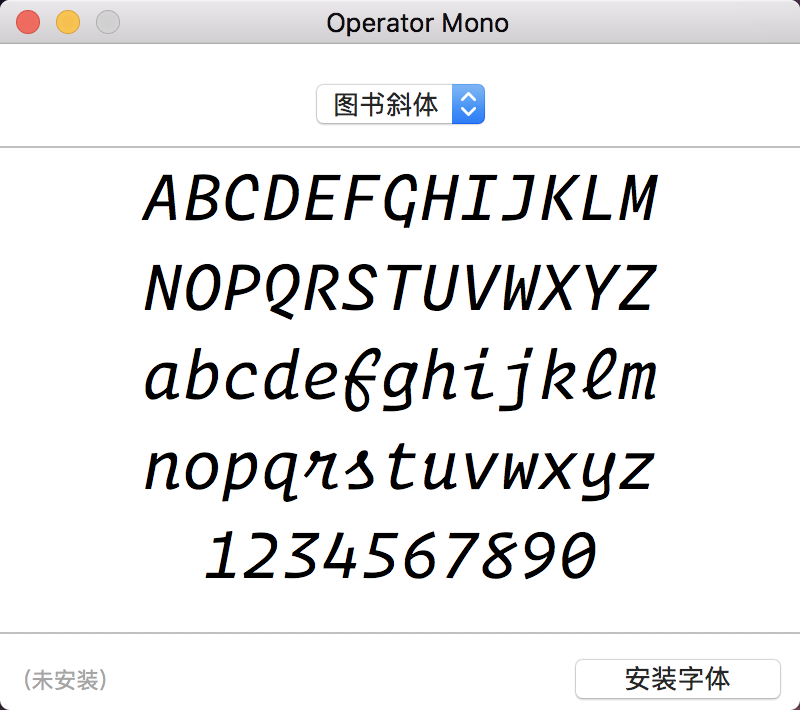 Operator Mono
图书斜体
ABCDEFGHIJKLM
NOPQRSTUVWXYZ
abcdefghijklm
nopqrstuvwxyz
1234567890
(未安装)
安装字体